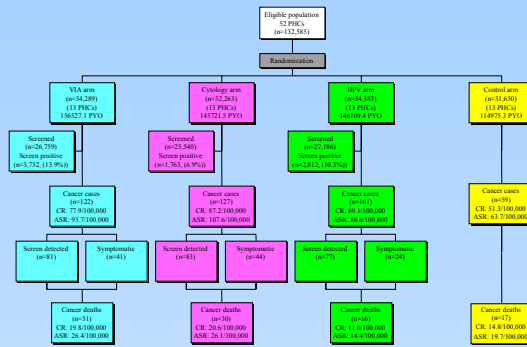 Eligible population
52 PHCs
(n=132,585)
Randomization
VIA arm
(n=34,289)
(13 PHCs)
156527.1 PYO
Cytology arm
(n=32,263)
(13 PHCs)
145721.5 PYO
HPV arm
(n=34,383)
(13 PHCs)
146109.4 PYO
Control arm
(n=31,650)
(13 PHCs)
114975.3 PYO
Screened
(n=26,759)
Screen positive
(n=3,732, (13.9%))
Screened
(n=25,540)
Screen positive
(n=1,763, (6.9%))
Screened
(n=27,186)
Screen positive
(n=2,812, (10.3%))
Cancer cases
(n=122)
CR: 77.9/100,000
ASR: 93.7/100,000
Cancer cases
(n=127)
CR: 87.2/100,000
ASR: 107.6/100,000
Cancer cases
(n=101)
CR: 69.1/100,000
ASR: 86.6/100,000
Cancer cases
(n=59)
CR: 51.3/100,000
ASR: 63.7/100,000
Screen detected
(n=81)
Symptomatic
(n=41)
Screen detected
(n=83)
Symptomatic
(n=44)
Screen detected
(n=77)
Symptomatic
(n=24)
Cancer deaths
(n=31)
CR: 19.8/100,000
ASR: 26.4/100,000
Cancer deaths
(n=30)
CR: 20.6/100,000
ASR: 26.1/100,000
Cancer deaths
(n=16)
CR: 11.0/100,000
ASR: 14.4/100,000
Cancer deaths
(n=17)
CR: 14.8/100,000
ASR: 19.7/100,000